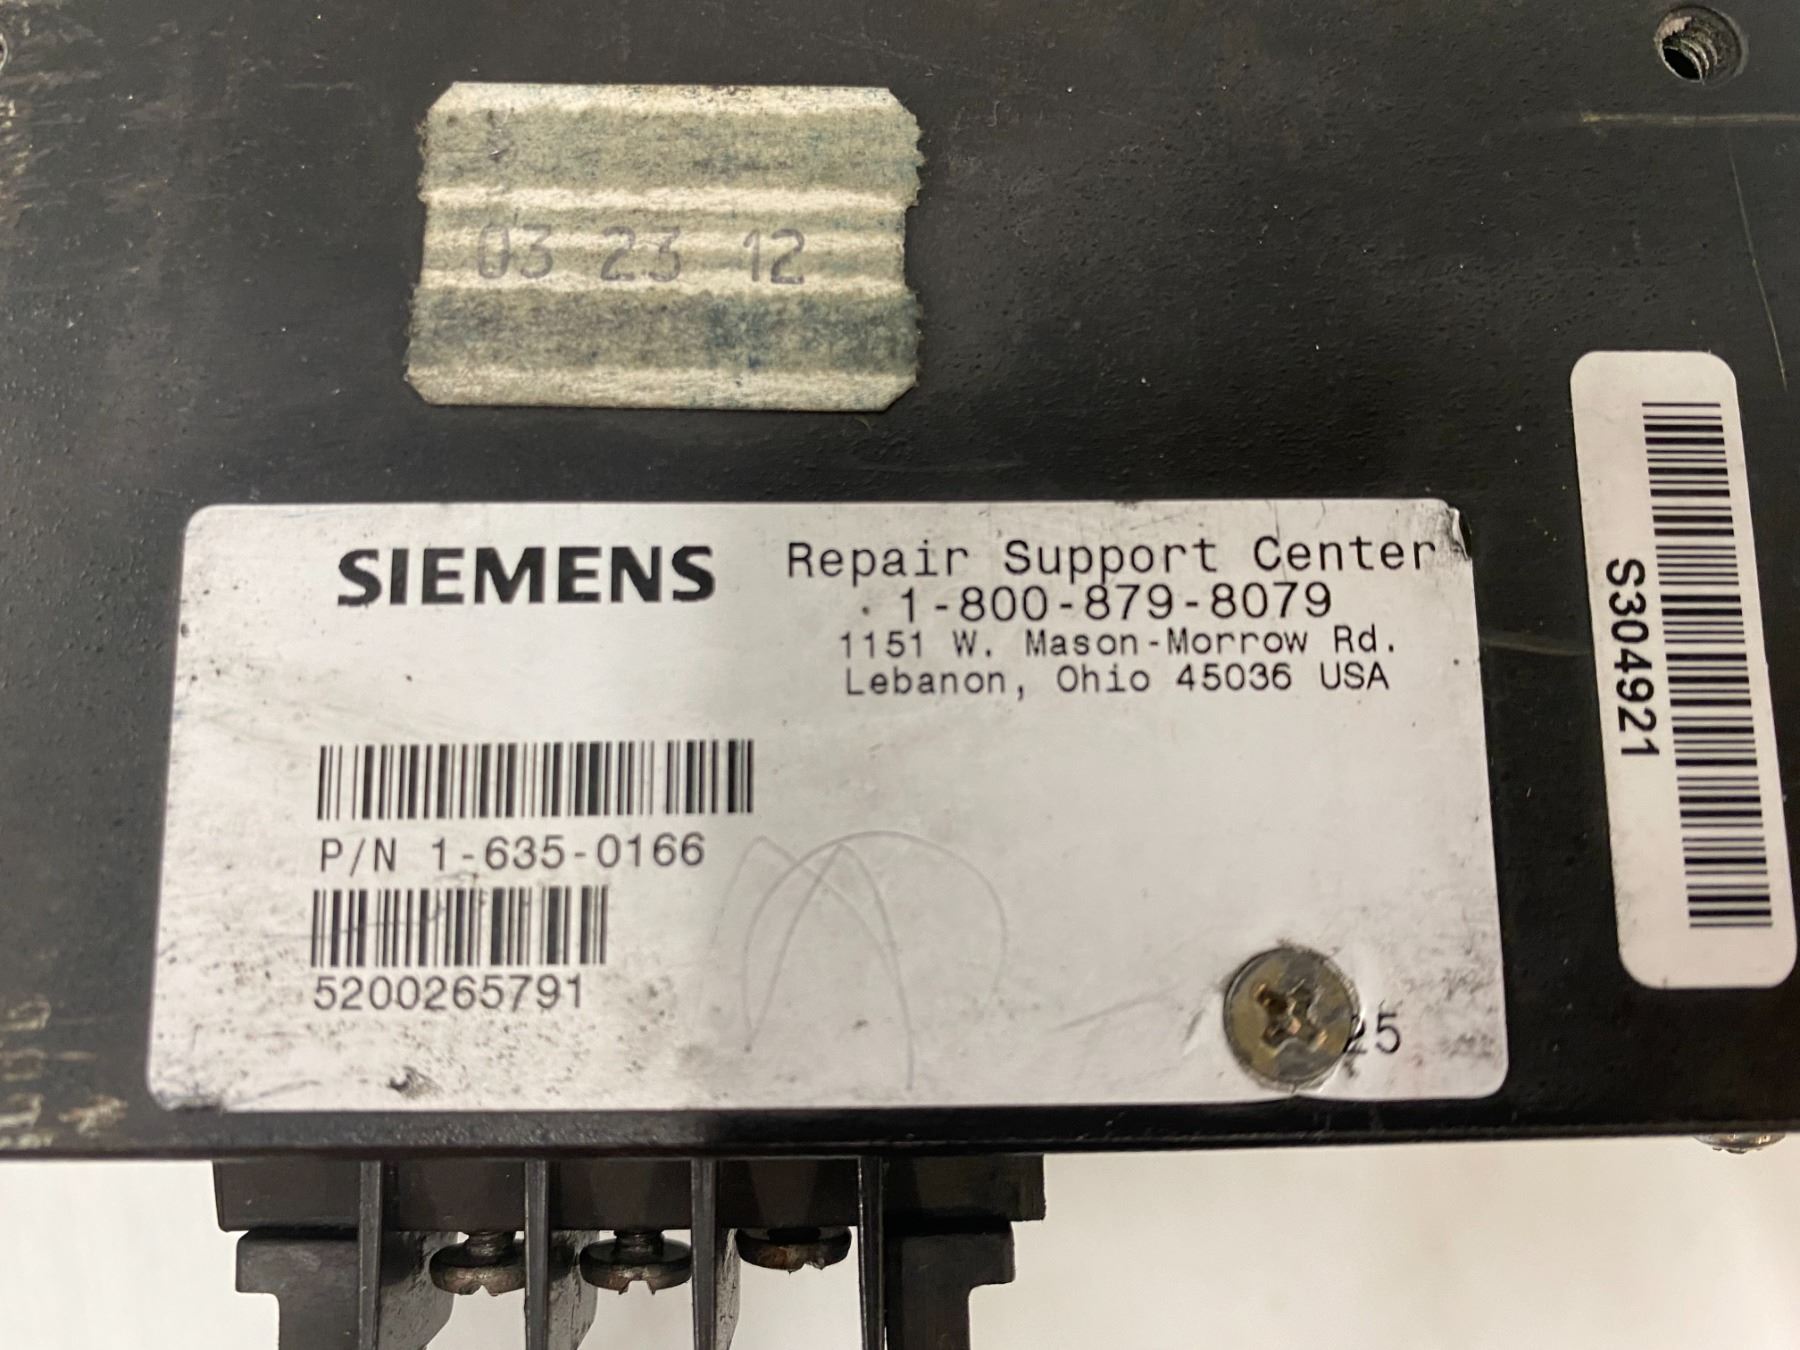 03 23 12
SIEMENS
Repair Support Center
1-800-879-8079
1151 W. Mason-Morrow Rd.
Lebanon, Ohio 45036 USA
P/N 1-635-0166
5200265791
S304921